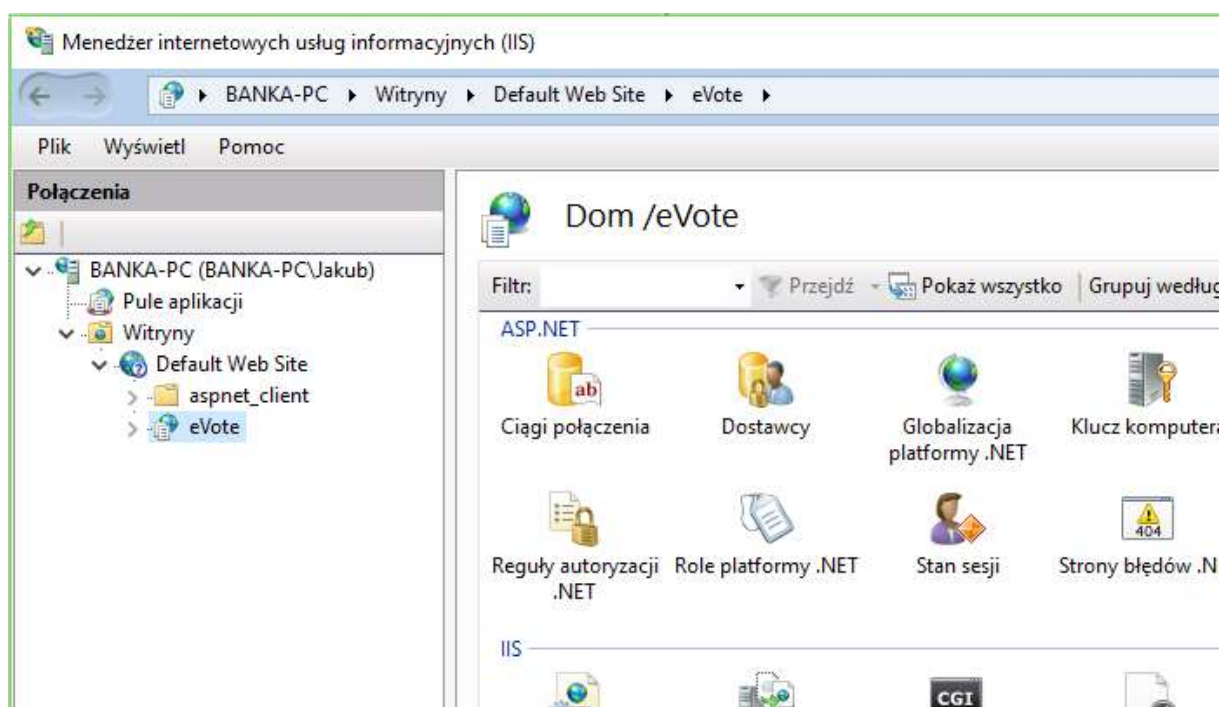 Menedżer internetowych usług informacyjnych (IIS)
BANKA-PC Witryny Default Web Site eVote
Plik Wyświetl Pomoc
Połączenia
BANKA-PC (BANKA-PC\Jakub)
Pule aplikacji
Witryny
Default Web Site
aspnet_client
eVote
Dom /eVote
Filtr: Przejdź Pokaż wszystko Grupuj według
ASP.NET
ab
Ciągi połączenia
Dostawcy
Globalizacja
platformy .NET
Klucz komputera
Reguły autoryzacji
.NET
Role platformy .NET
Stan sesji
404
Strony błędów .N
IIS
CGI